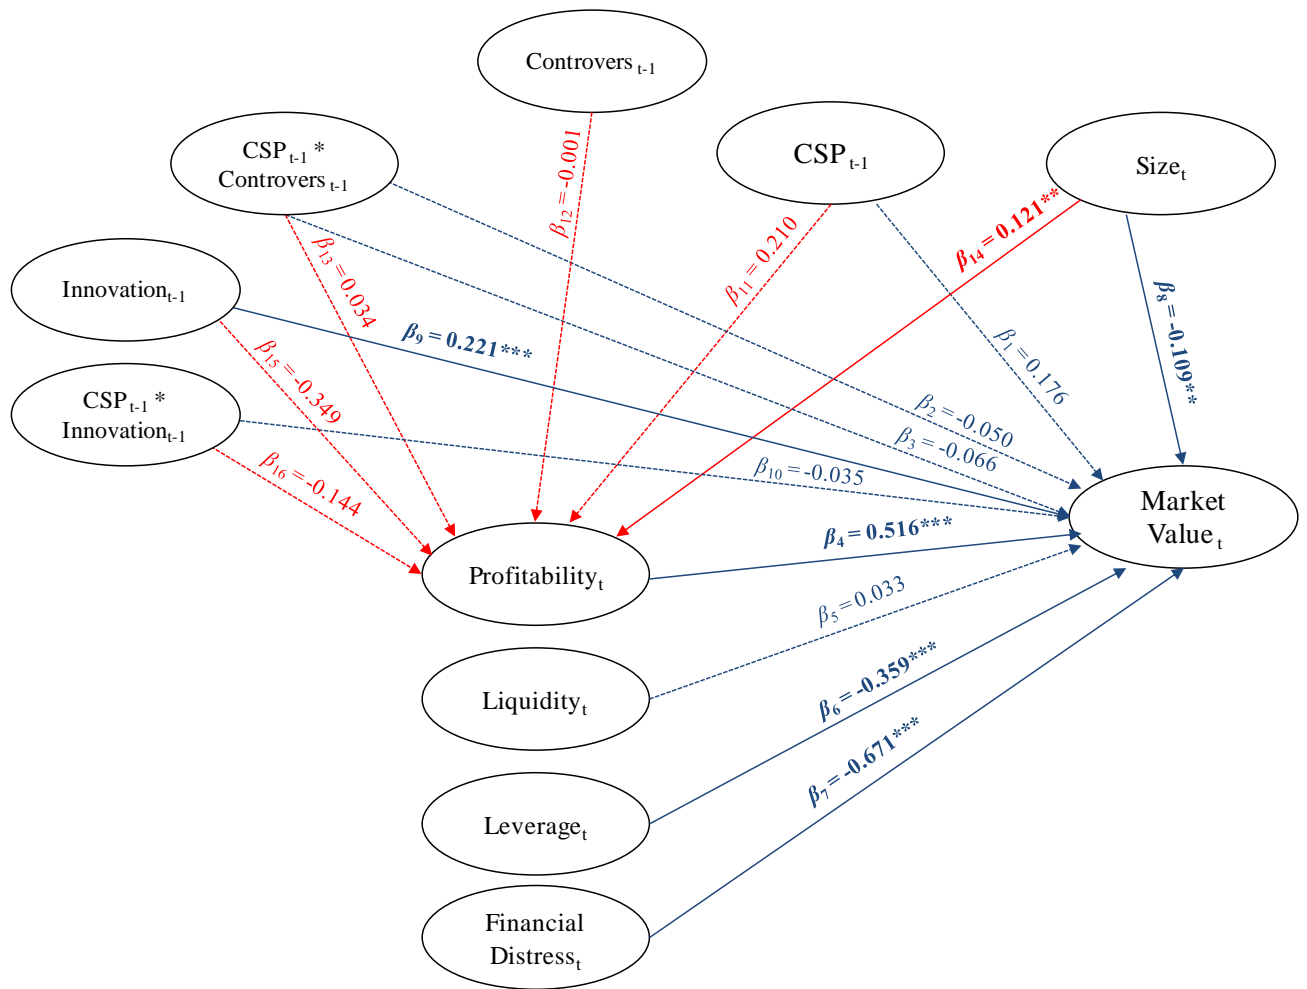 Controvers t-1
CSP t-1 *
Controvers t-1
CSP t-1
Size t
Innovation t-1
CSP t-1 *
Innovation t-1
β12 = -0.001
β13 = 0.034
β11 = 0.210
β14 = 0.121**
β8 = -0.109**
β9 = 0.221***
β15 = -0.349
β1 = 0.176
β2 = -0.050
β3 = -0.066
β16 = -0.144
β10 = -0.035
Market
Value t
β4 = 0.516***
Profitability t
β5 = 0.033
Liquidity t
β6 = -0.359***
β7 = -0.671***
Leverage t
Financial
Distress t